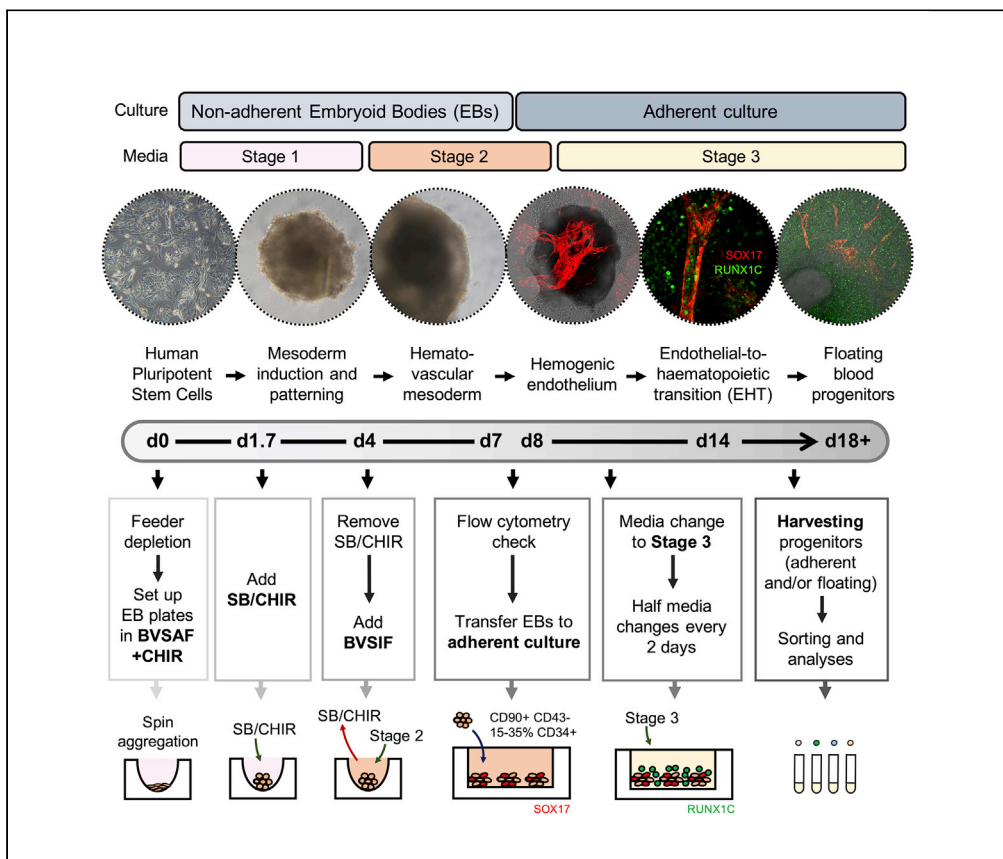 Culture
Non-adherent Embryoid Bodies (EBs)
Adherent culture
Media
Stage 1
Stage 2
Stage 3
SOX17
RUNX1C
Human
Pluripotent
Stem Cells
Mesoderm
induction and
patterning
Hemato-
vascular
mesoderm
Hemogenic
endothelium
Endothelial-to-
haematopoietic
transition (EHT)
Floating
blood
progenitors
d0
d1.7
d4
d7
d8
d14
d18+
Feeder
depletion
Set up
EB plates
in BVSAF
+CHIR
Add
SB/CHIR
Remove
SB/CHIR
Add
BVSIF
Flow cytometry
check
Transfer EBs to
adherent culture
Media change
to Stage 3
Half media
changes every
2 days
Harvesting
progenitors
(adherent
and/or floating)
Sorting and
analyses
Spin
aggregation
SB/CHIR
SB/CHIR
Stage 2
CD90+ CD43-
15-35% CD34+
SOX17
Stage 3
RUNX1C